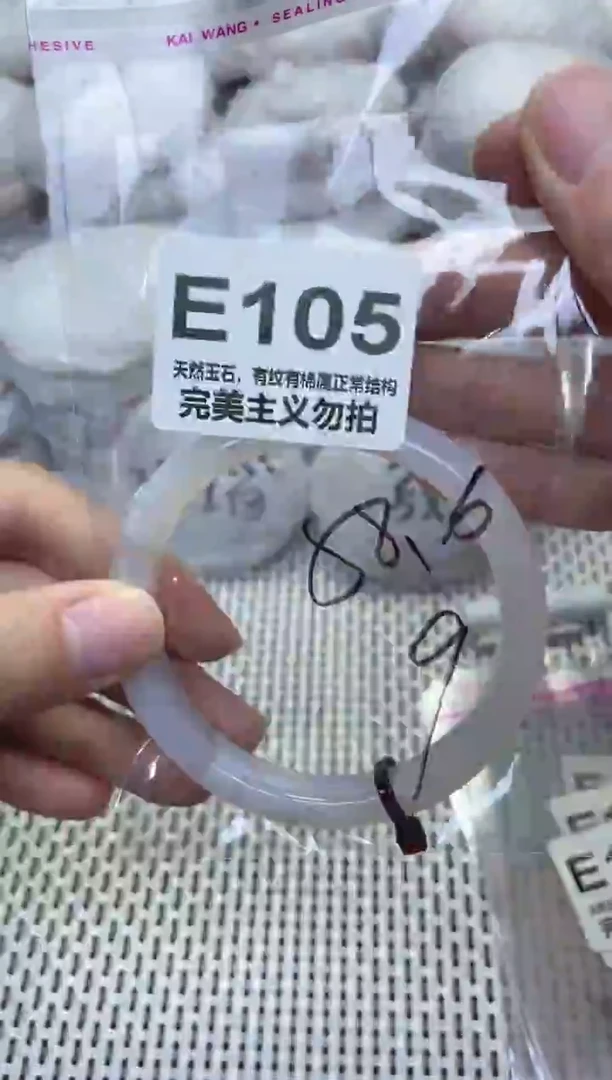 HESIVE KAI WANG • SEALING
E105
天然玉石，有纹有棉属正常结构
完美主义勿拍
88.6
9